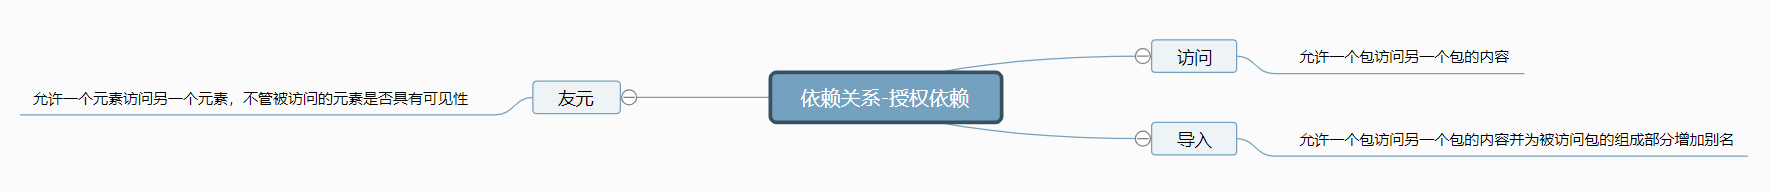 依赖关系-授权依赖
访问
允许一个包访问另一个包的内容
导入
允许一个包访问另一个包的内容并为被访问包的组成部分增加别名
友元
允许一个元素访问另一个元素，不管被访问的元素是否具有可见性